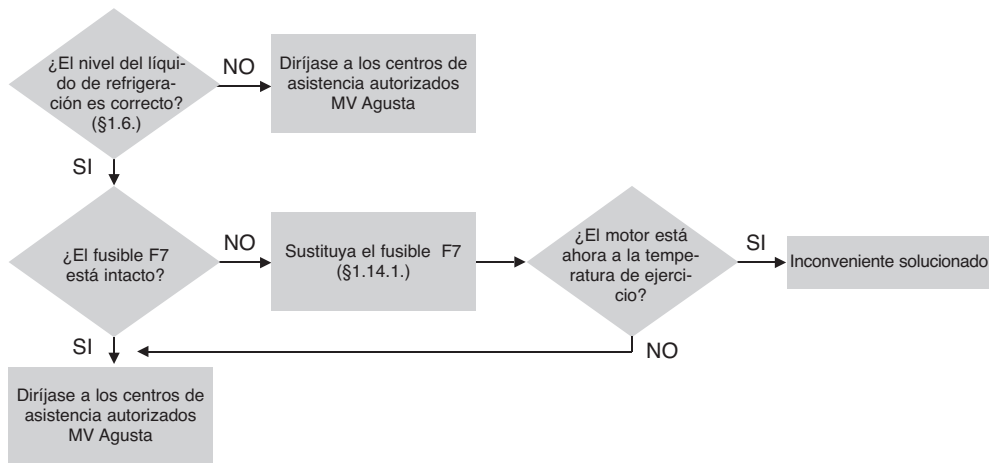 ¿El nivel del líqui-
do de refrigera-
ción es correcto?
(§1.6.)
NO
Diríjase a los centros de
asistencia autorizados
MV Agusta
SI
¿El fusible F7
está intacto?
NO
Sustituya el fusible F7
(§1.14.1.)
¿El motor está
ahora a la tempe-
ratura de ejerci-
cio?
SI
Inconveniente solucionado
SI
NO
Diríjase a los centros de
asistencia autorizados
MV Agusta